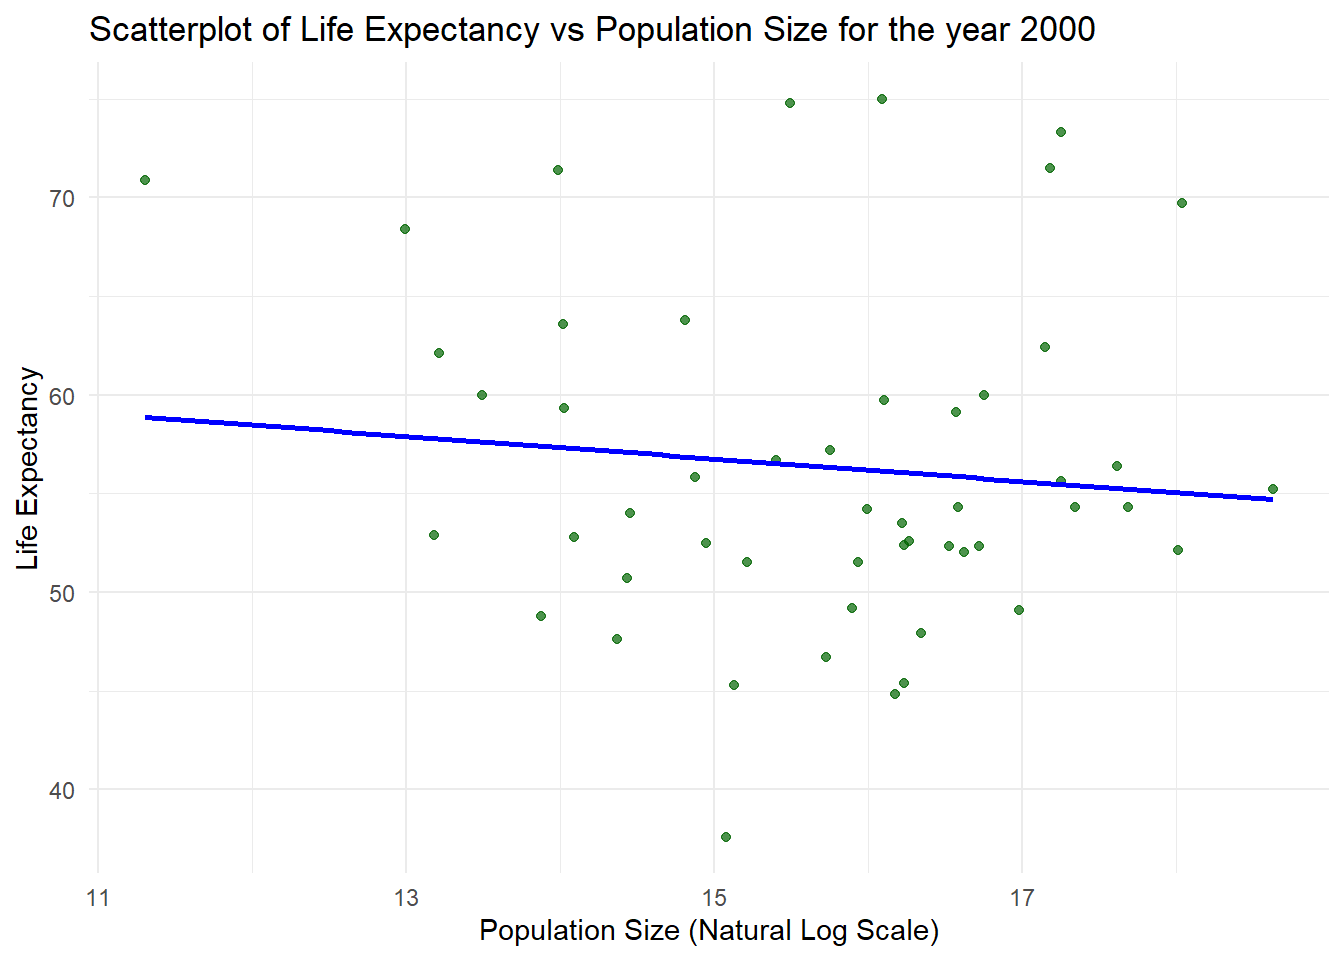 Scatterplot of Life Expectancy vs Population Size for the year 2000
Life Expectancy
70
60
50
40
11 13 15 17
Population Size (Natural Log Scale)